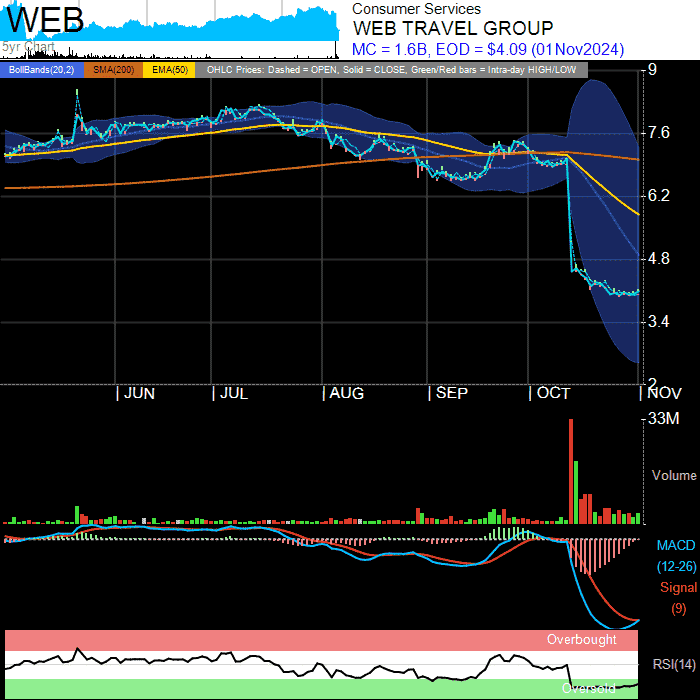 WEB
5yr Chart
Consumer Services
WEB TRAVEL GROUP
MC = 1.6B, EOD = $4.09 (01Nov2024)
BollBands(20,2) SMA(200) EMA(50) OHLC Prices: Dashed = OPEN, Solid = CLOSE, Green/Red bars = Intra-day HIGH/LOW
9
7.6
6.2
4.8
3.4
2
| JUN | JUL | AUG | SEP | OCT | NOV
33M
Volume
MACD
(12-26)
Signal
(9)
Overbought
RSI(14)
Oversold